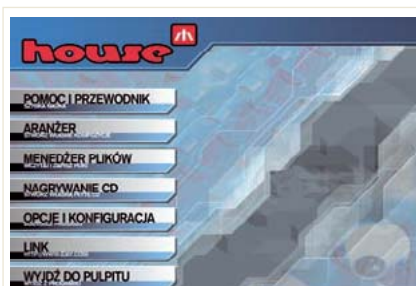 house
POMOC I PRZEWODNIK
ARANŻER
MENEDŻER PLIKÓW
NAGRYWANIE CD
OPCJE I KONFIGURACJA
LINK
WYJDŹ DO PULPITU